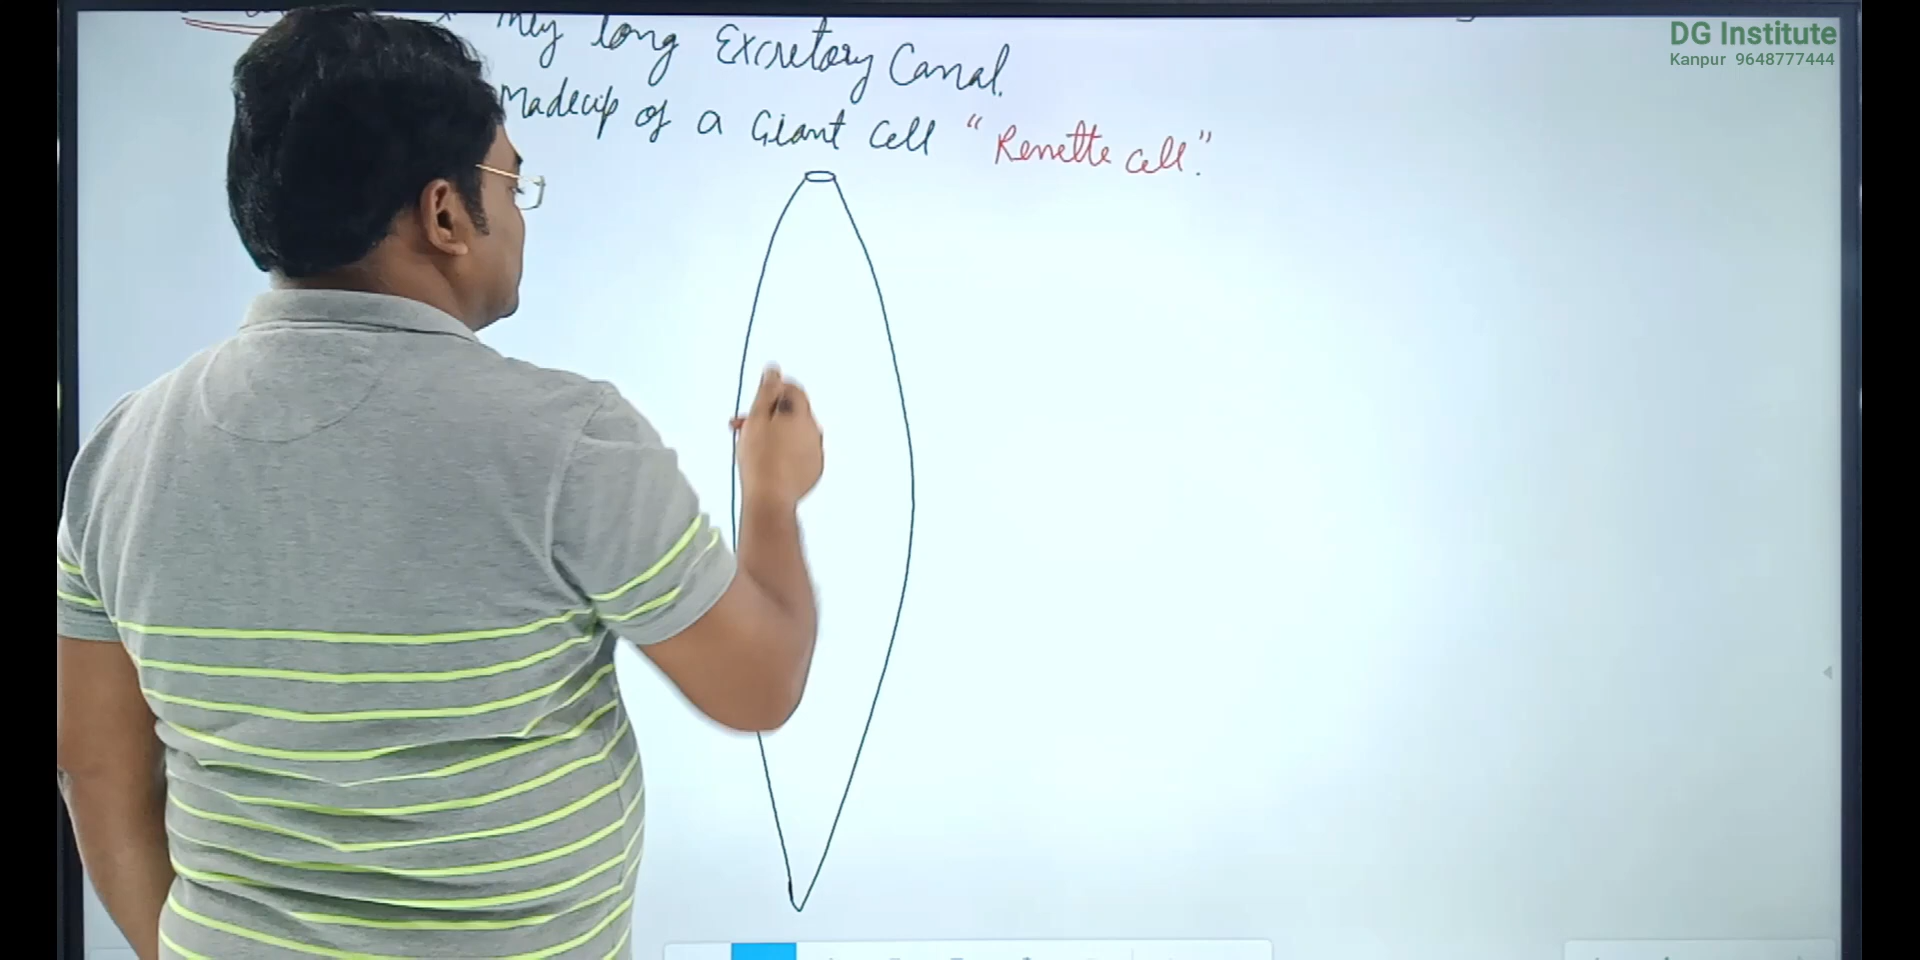 long Excretory Canal.
Madeup of a Giant Cell "Renette cell."
DG Institute
Kanpur 9648777444